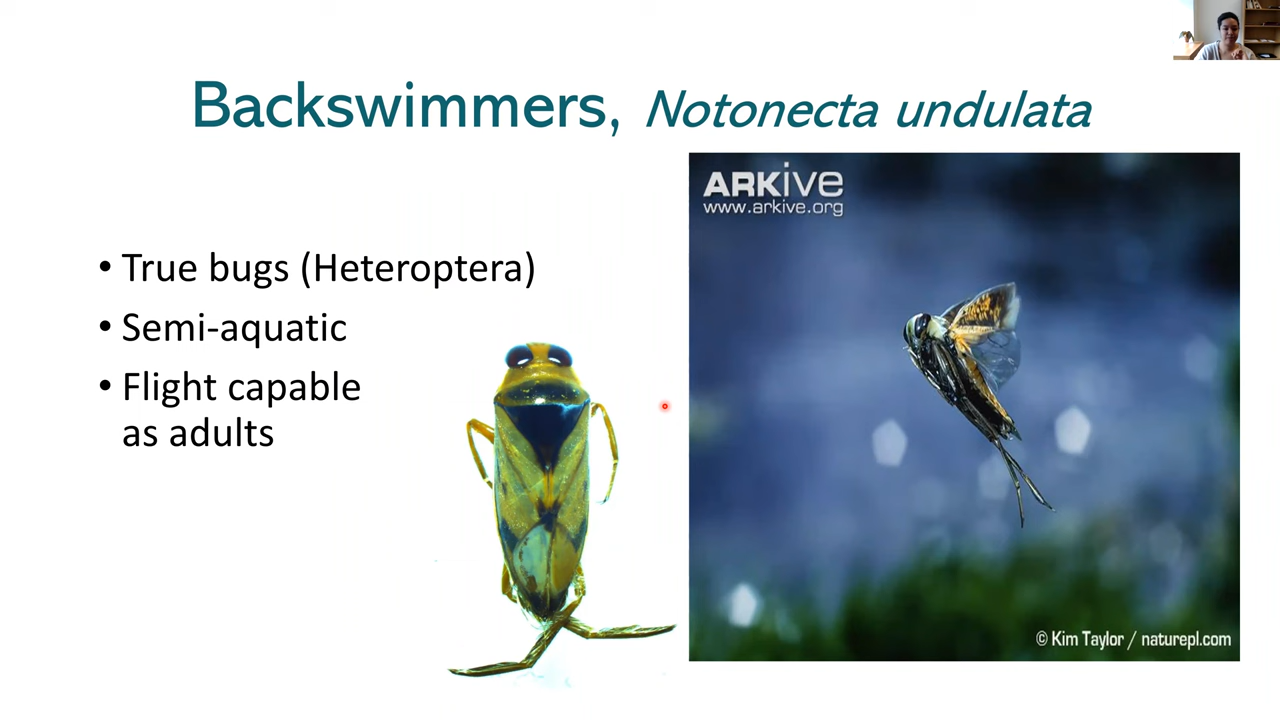 Backswimmers, Notonecta undulata
ARKive
www.arkive.org
• True bugs (Heteroptera)
• Semi-aquatic
• Flight capable
as adults
© Kim Taylor / naturepl.com